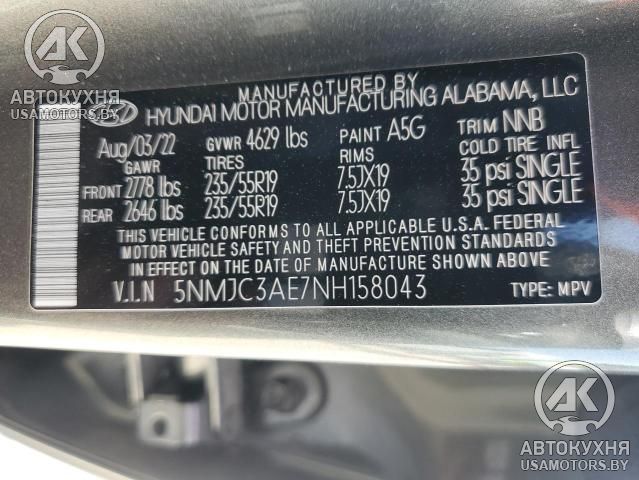 AK
АВТОКУХНЯ
USAMOTORS.BY
MANUFACTURED BY
HYUNDAI MOTOR MANUFACTURING ALABAMA, LLC
Aug/03/22 GVWR 4629 lbs PAINT A5G TRIM NNB
GAWR TIRES RIMS COLD TIRE INFL
FRONT 2778 lbs 235/55R19 7.5JX19 35 psi SINGLE
REAR 2646 lbs 235/55R19 7.5JX19 35 psi SINGLE
THIS VEHICLE CONFORMS TO ALL APPLICABLE U.S.A. FEDERAL
MOTOR VEHICLE SAFETY AND THEFT PREVENTION STANDARDS
IN EFFECT ON THE DATE OF MANUFACTURE SHOWN ABOVE
V.I.N 5NMJC3AE7NH158043 TYPE: MPV
AK
АВТОКУХНЯ
USAMOTORS.BY